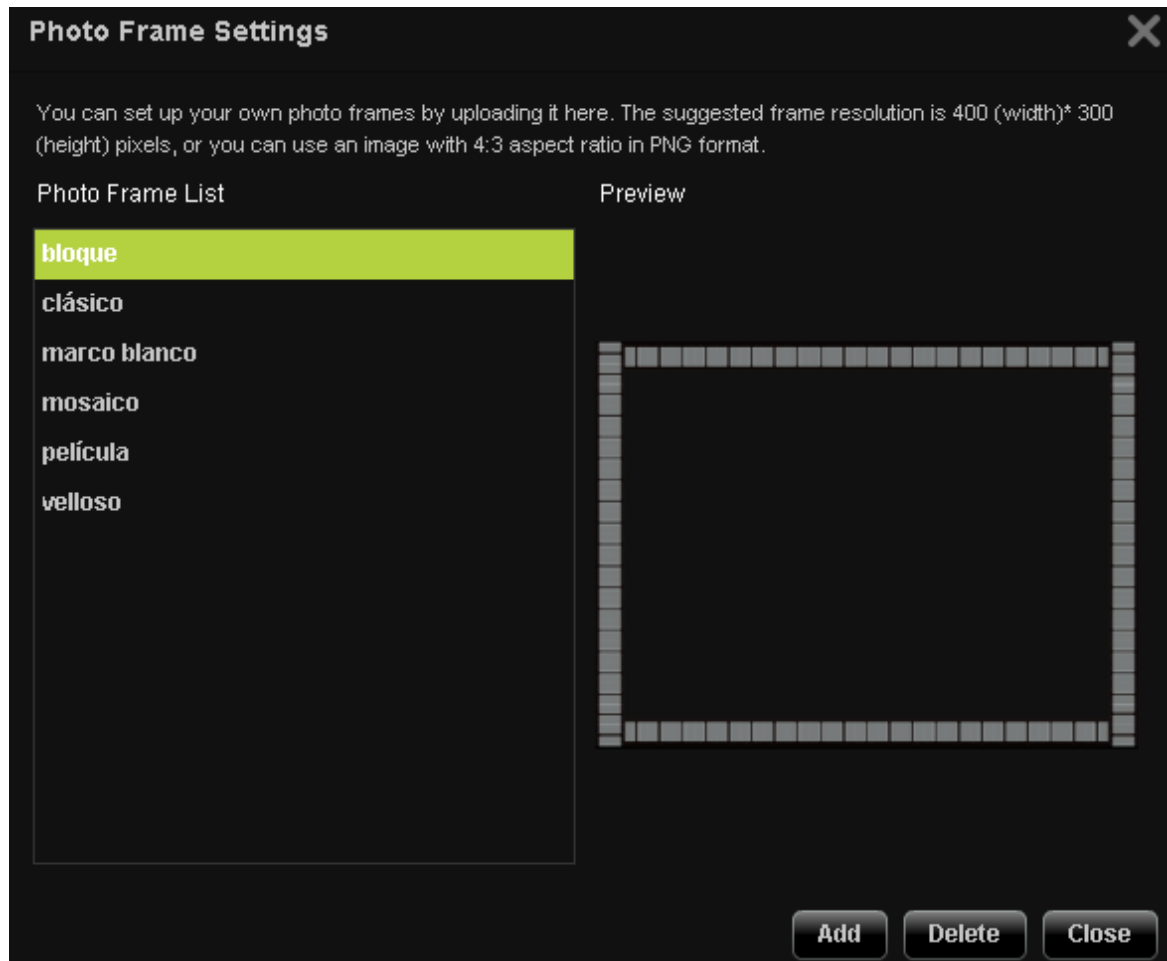 Photo Frame Settings
You can set up your own photo frames by uploading it here. The suggested frame resolution is 400 (width)* 300
(height) pixels, or you can use an image with 4:3 aspect ratio in PNG format.
Photo Frame List
Preview
bloque
clásico
marco blanco
mosaico
película
velloso
Add
Delete
Close